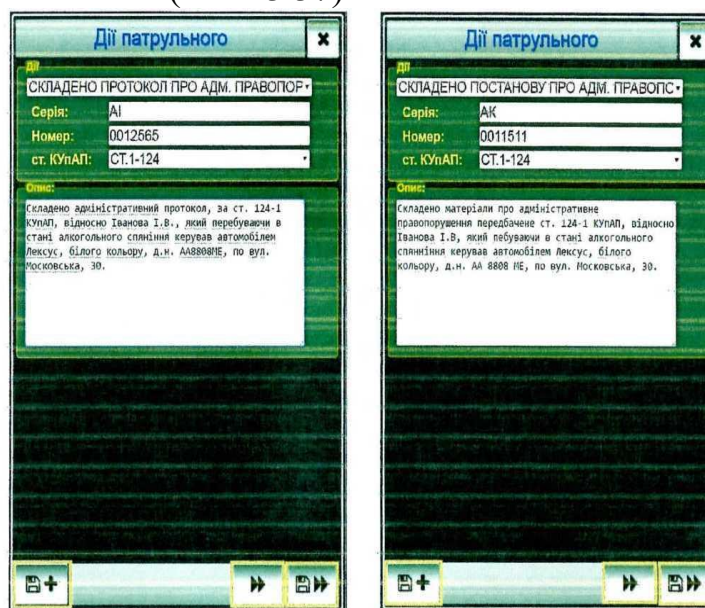 Дії патрульного
Дії
СКЛАДЕНО ПРОТОКОЛ ПРО АДМ. ПРАВОПОР
Серія: АІ
Номер: 0012565
ст. КУпАП: СТ.1-124
Опис:
Складено адміністративний протокол, за ст. 124-1
КУпАП, відносно Іванова І.В., який перебуваючи в
стані алкогольного спяніння керував автомобілем
Лексус, білого кольору, д.н. АА8808МЕ, по вул.
Московська, 30.
Дії патрульного
Дії
СКЛАДЕНО ПОСТАНОВУ ПРО АДМ. ПРАВОПС
Серія: АК
Номер: 0011511
ст. КУпАП: СТ.1-124
Опис:
Складено матеріали про адміністративне
правопорушення передбачене ст. 124-1 КУпАП, відносно
Іванова І.В, який пебуваючи в стані алкогольного
спянніння керував автомобілем Лексус, білого
кольору, д.н. АА 8808 МЕ, по вул. Московська, 30.